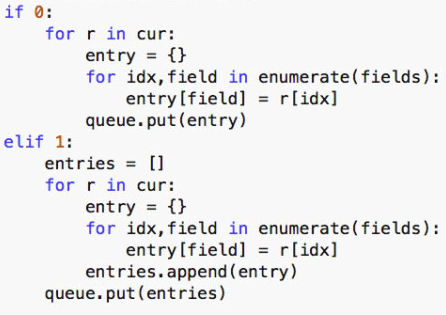 if 0:
    for r in cur:
        entry = {}
        for idx,field in enumerate(fields):
            entry[field] = r[idx]
        queue.put(entry)
elif 1:
    entries = []
    for r in cur:
        entry = {}
        for idx,field in enumerate(fields):
            entry[field] = r[idx]
        entries.append(entry)
    queue.put(entries)